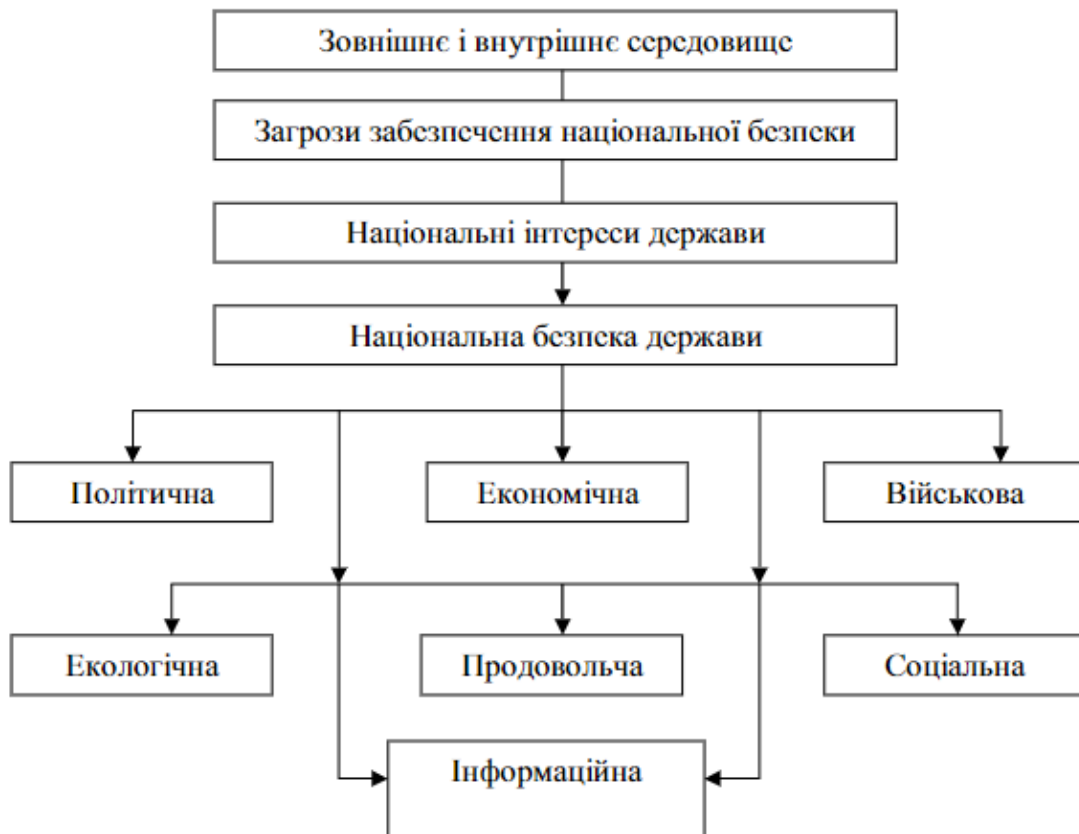 Зовнішнє і внутрішнє середовище
Загрози забезпечення національної безпеки
Національні інтереси держави
Національна безпека держави
Політична
Економічна
Військова
Екологічна
Продовольча
Соціальна
Інформаційна